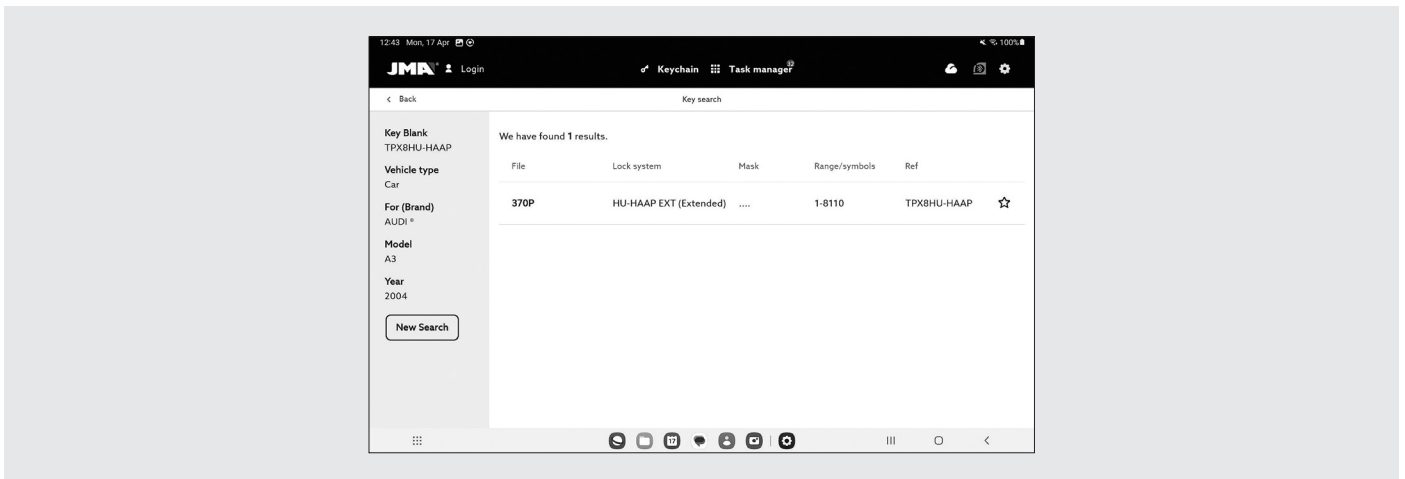 12:43 Mon, 17 Apr
100%
JMA® Login
Keychain
Task manager
32
Back
Key search
Key Blank
TPX8HU-HAAP
Vehicle type
Car
For (Brand)
AUDI ®
Model
A3
Year
2004
New Search
We have found 1 results.
File Lock system Mask Range/symbols Ref
370P HU-HAAP EXT (Extended) .... 1-8110 TPX8HU-HAAP
17